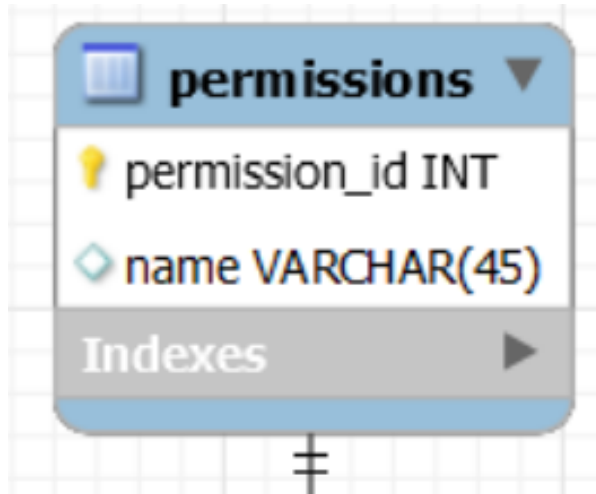 permissions
permission_id INT
name VARCHAR(45)
Indexes